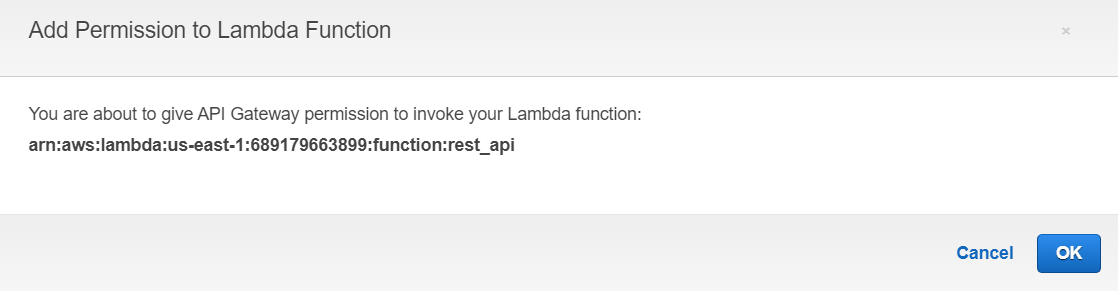 Add Permission to Lambda Function
×
You are about to give API Gateway permission to invoke your Lambda function:
arn:aws:lambda:us-east-1:689179663899:function:rest_api
Cancel OK